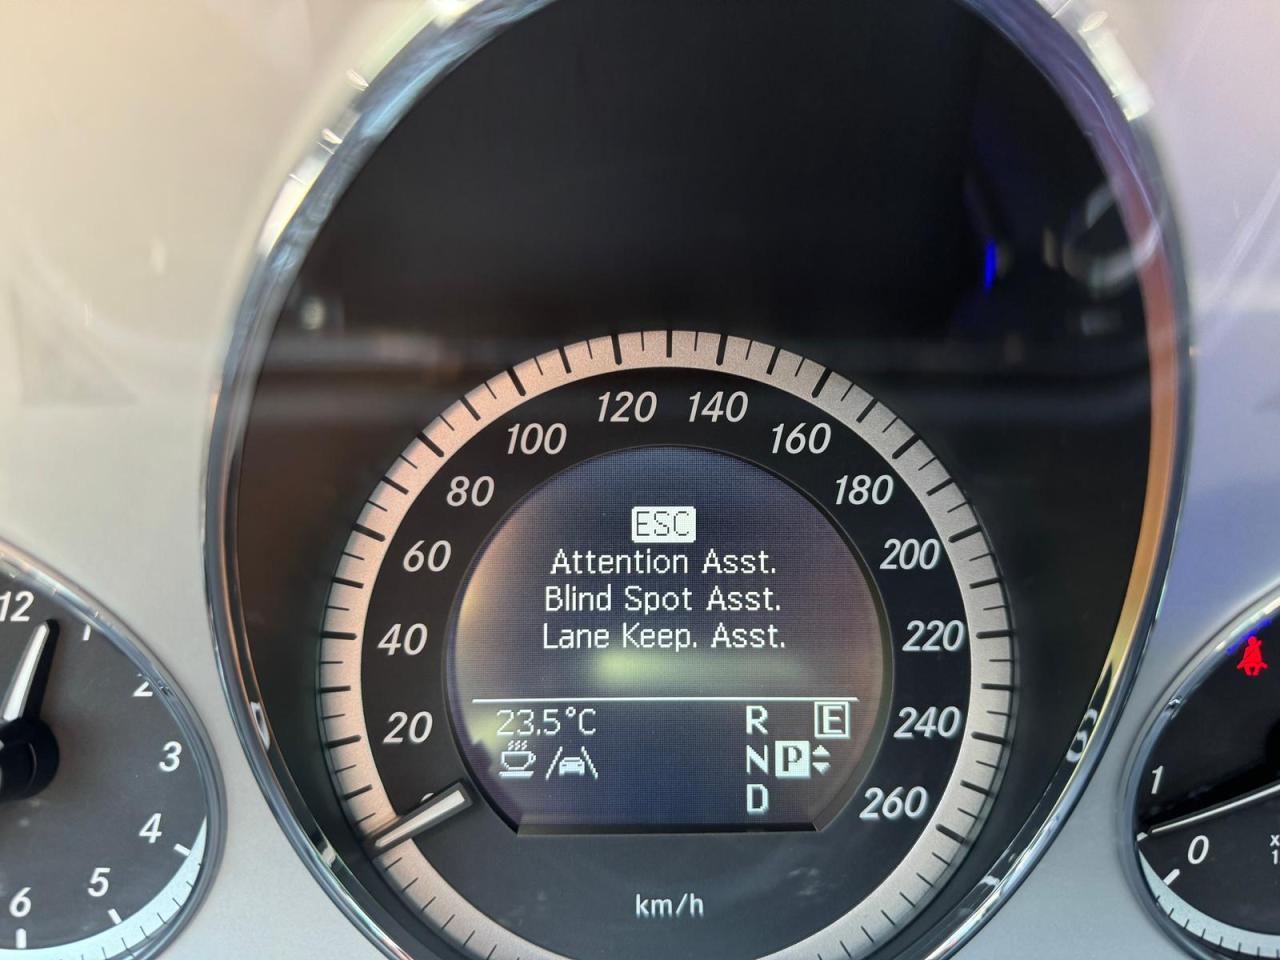 120 140
100 160
80 180
60 200
40 220
20 240
260
ESC
Attention Asst.
Blind Spot Asst.
Lane Keep. Asst.
23.5°C
R E
N P
D
km/h
12
1
2
3
4
5
6
1
0